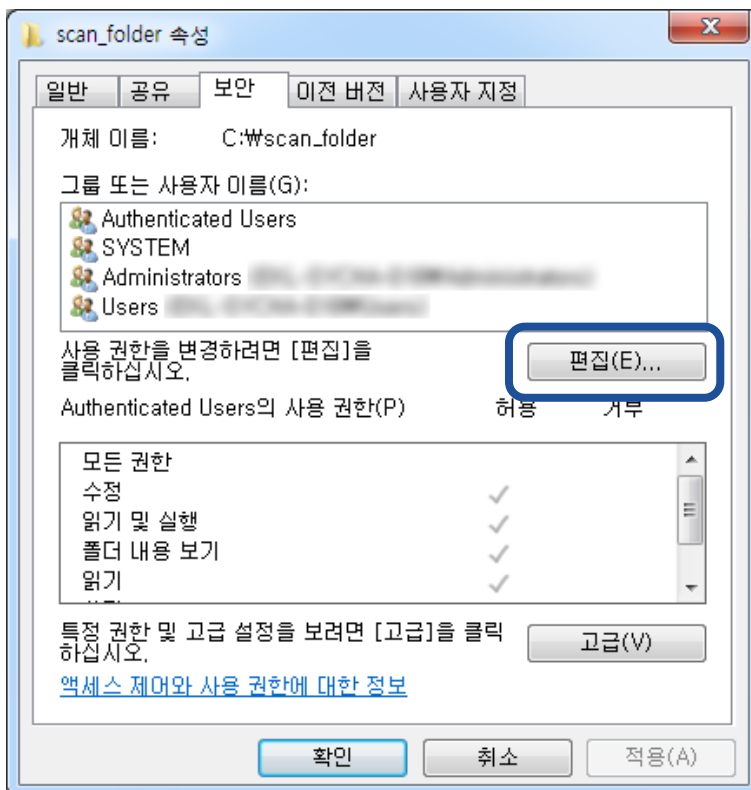 scan_folder 속성
일반 공유 보안 이전 버전 사용자 지정
개체 이름: C:₩scan_folder
그룹 또는 사용자 이름(G):
Authenticated Users
SYSTEM
Administrators
Users
사용 권한을 변경하려면 [편집]을
클릭하십시오.
편집(E)...
Authenticated Users의 사용 권한(P) 허용 거부
모든 권한
수정
읽기 및 실행
폴더 내용 보기
읽기
특정 권한 및 고급 설정을 보려면 [고급]을 클릭
하십시오.
고급(V)
액세스 제어와 사용 권한에 대한 정보
확인 취소 적용(A)